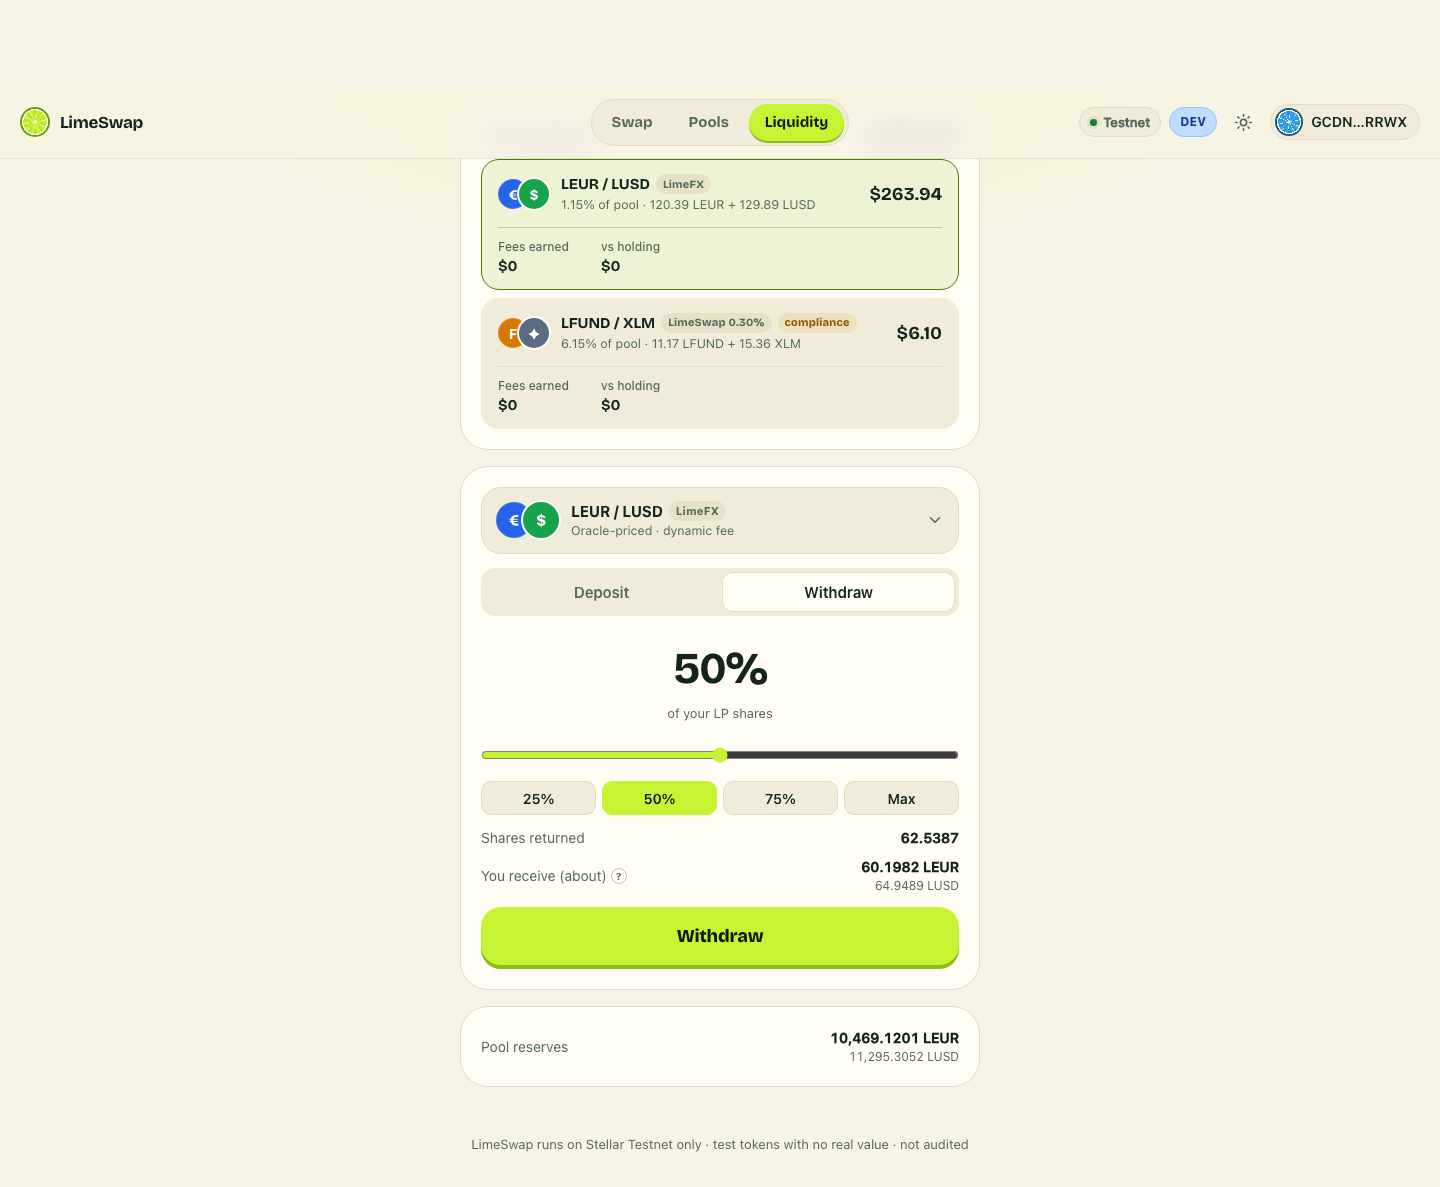 LimeSwap
Swap
Pools
Liquidity
Testnet
DEV
GCDN...RRWX
€ $
LEUR / LUSD LimeFX
1.15% of pool · 120.39 LEUR + 129.89 LUSD
$263.94
Fees earned
$0
vs holding
$0
F
LFUND / XLM LimeSwap 0.30% compliance
6.15% of pool · 11.17 LFUND + 15.36 XLM
$6.10
Fees earned
$0
vs holding
$0
€ $
LEUR / LUSD LimeFX
Oracle-priced · dynamic fee
Deposit
Withdraw
50%
of your LP shares
25%
50%
75%
Max
Shares returned
62.5387
You receive (about) ?
60.1982 LEUR
64.9489 LUSD
Withdraw
Pool reserves
10,469.1201 LEUR
11,295.3052 LUSD
LimeSwap runs on Stellar Testnet only · test tokens with no real value · not audited